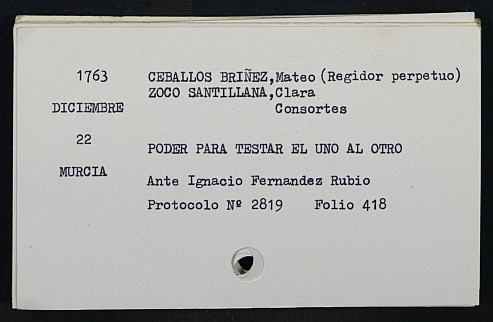 1763 CEBALLOS BRIÑEZ,Mateo (Regidor perpetuo)
ZOCO SANTILLANA,Clara
DICIEMBRE Consortes
22
PODER PARA TESTAR EL UNO AL OTRO
MURCIA
Ante Ignacio Fernandez Rubio
Protocolo Nº 2819 Folio 418